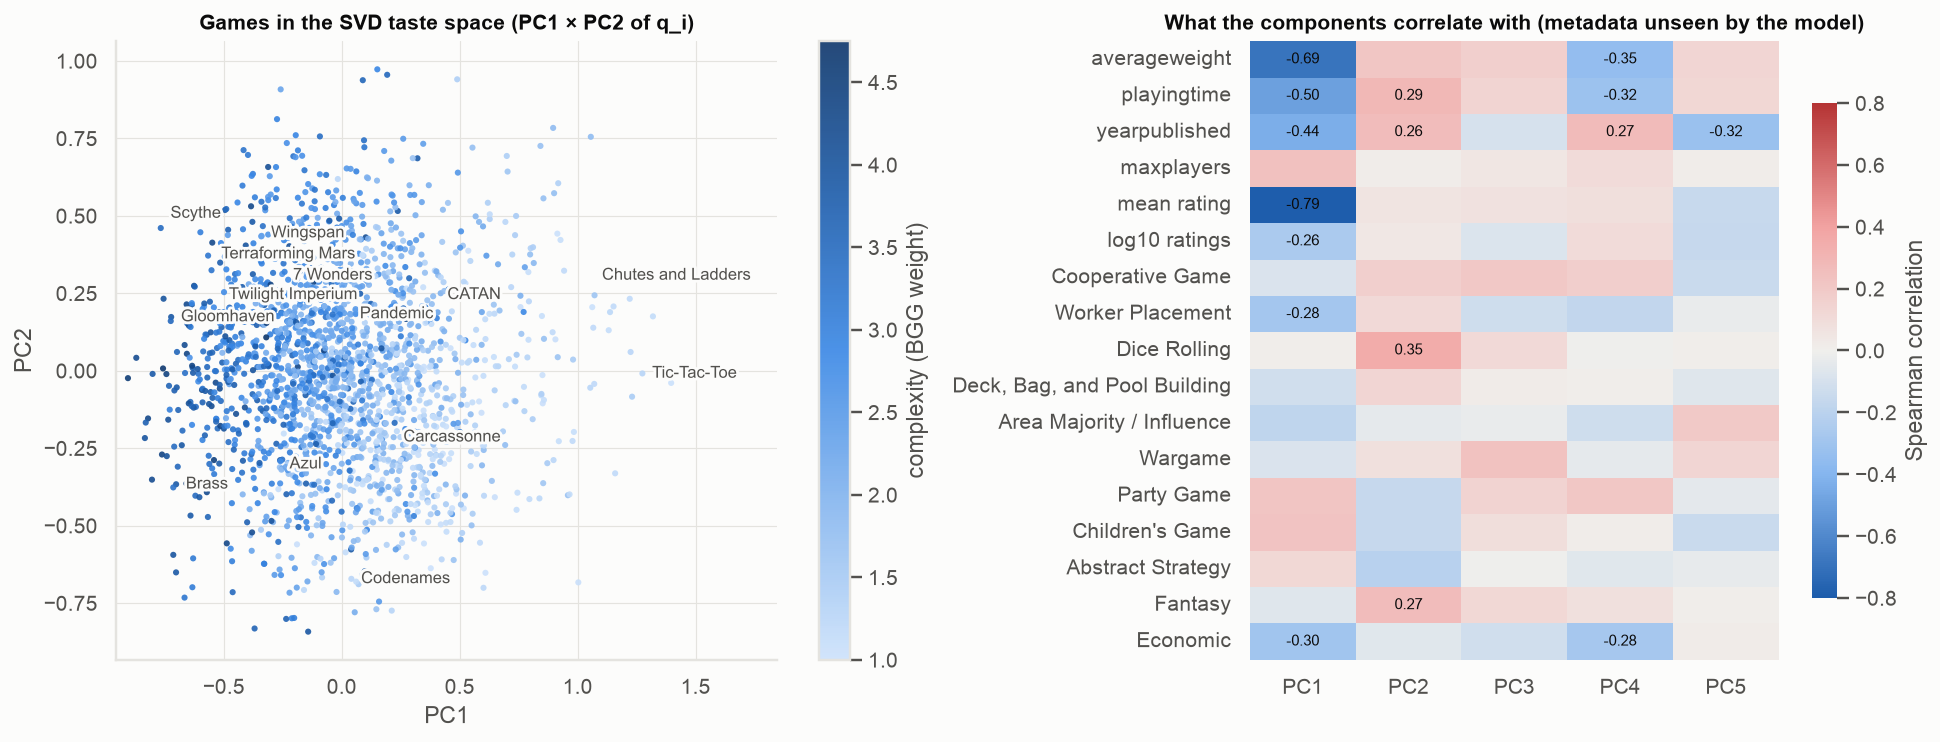 Games in the SVD taste space (PC1 × PC2 of q_i)
1.00
0.75
0.50
0.25
0.00
−0.25
−0.50
−0.75
PC2
Scythe
Wingspan
Terraforming Mars
7 Wonders
Chutes and Ladders
Twilight Imperium
CATAN
Gloomhaven
Pandemic
Tic-Tac-Toe
Carcassonne
Azul
Brass
Codenames
−0.5
0.0
0.5
1.0
1.5
PC1
4.5
4.0
3.5
3.0
2.5
2.0
1.5
1.0
complexity (BGG weight)
What the components correlate with (metadata unseen by the model)
averageweight -0.69 -0.35
playingtime -0.50 0.29 -0.32
yearpublished -0.44 0.26 0.27 -0.32
maxplayers
mean rating -0.79
log10 ratings -0.26
Cooperative Game
Worker Placement -0.28
Dice Rolling 0.35
Deck, Bag, and Pool Building
Area Majority / Influence
Wargame
Party Game
Children's Game
Abstract Strategy
Fantasy 0.27
Economic -0.30 -0.28
PC1 PC2 PC3 PC4 PC5
0.8
0.6
0.4
0.2
0.0
−0.2
−0.4
−0.6
−0.8
Spearman correlation